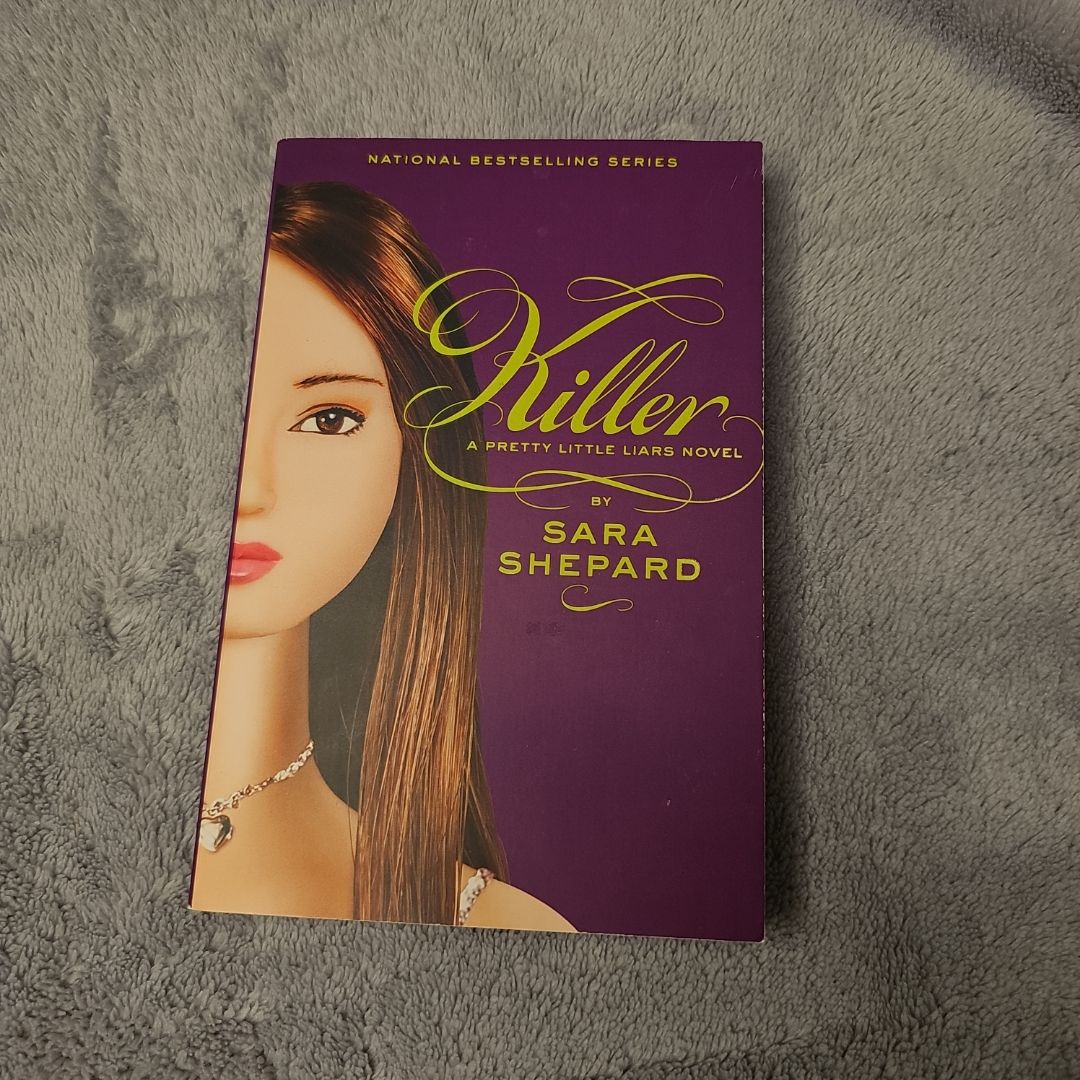 NATIONAL BESTSELLING SERIES
Killer
A PRETTY LITTLE LIARS NOVEL
BY
SARA
SHEPARD